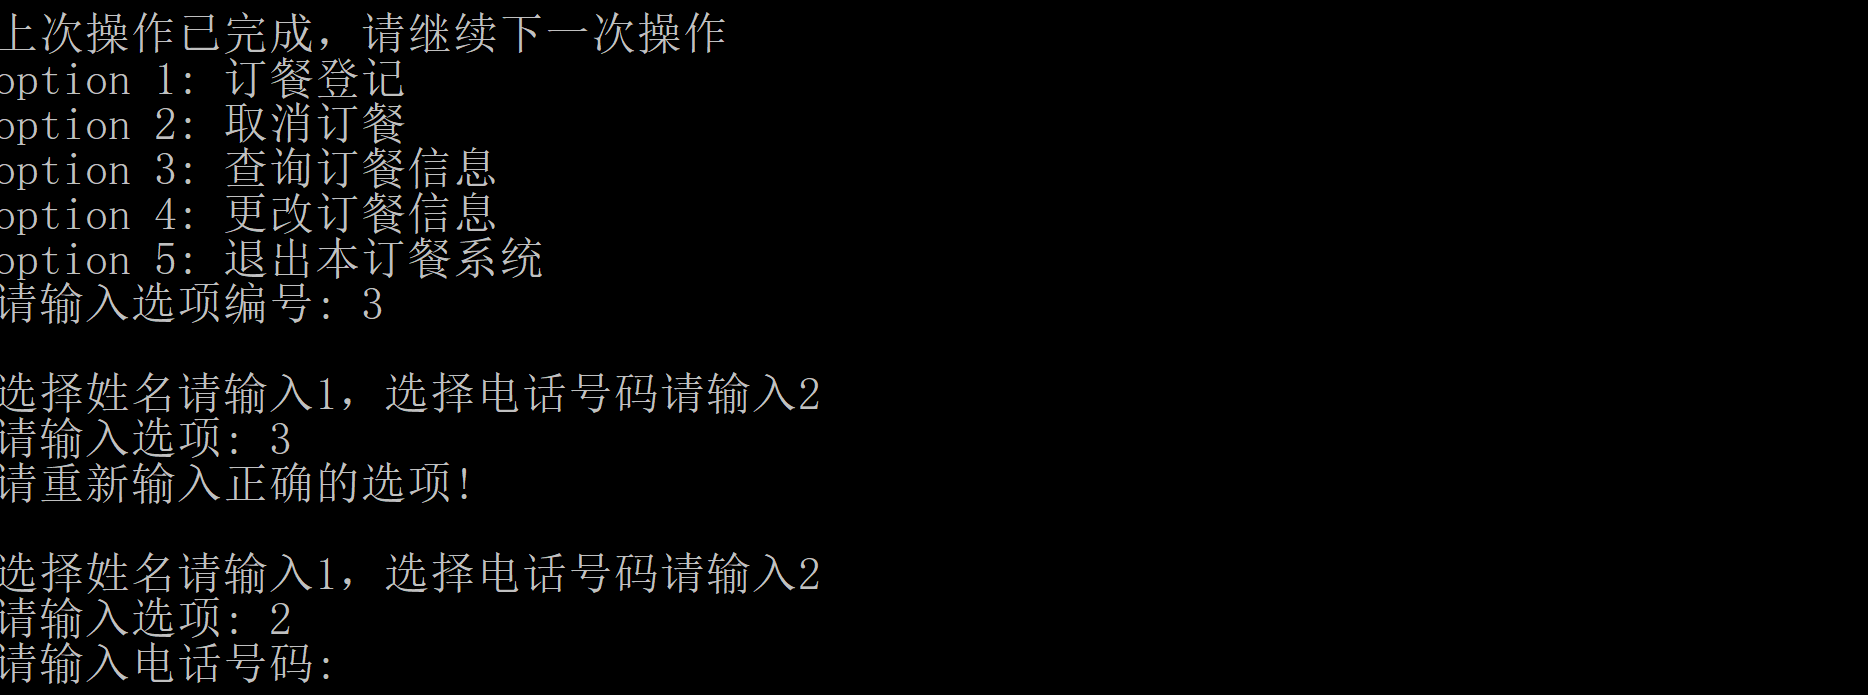 上次操作已完成，请继续下一次操作
option 1: 订餐登记
option 2: 取消订餐
option 3: 查询订餐信息
option 4: 更改订餐信息
option 5: 退出本订餐系统
请输入选项编号: 3
选择姓名请输入1，选择电话号码请输入2
请输入选项: 3
请重新输入正确的选项!
选择姓名请输入1，选择电话号码请输入2
请输入选项: 2
请输入电话号码: